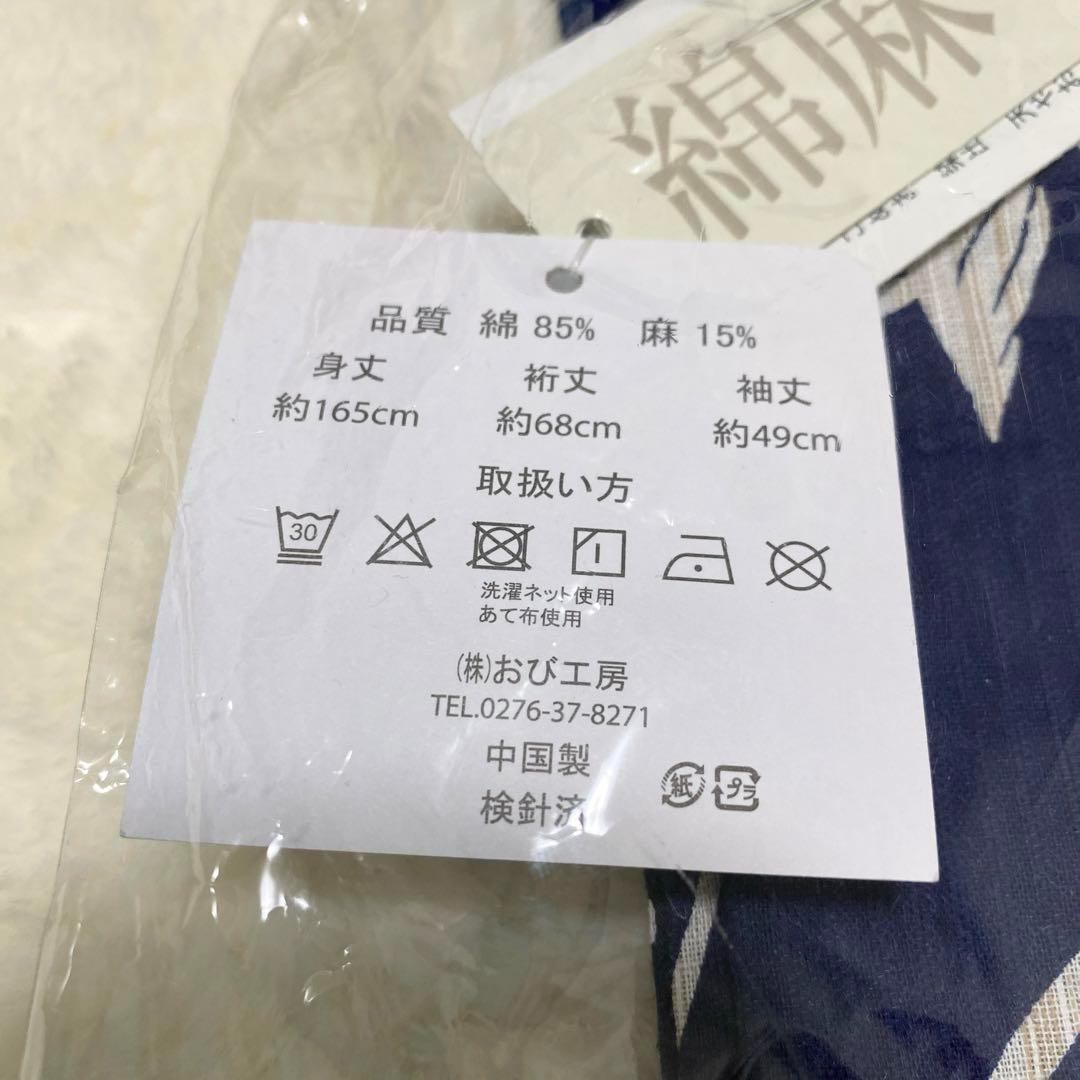 綿麻
品質 綿 85% 麻 15%
身丈 裄丈 袖丈
約165cm 約68cm 約49cm
取扱い方
30
洗濯ネット使用
あて布使用
(株)おび工房
TEL.0276-37-8271
中国製
検針済
紙 プラ